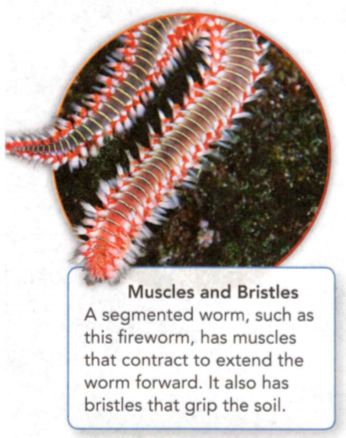 Muscles and Bristles
A segmented worm, such as
this fireworm, has muscles
that contract to extend the
worm forward. It also has
bristles that grip the soil.